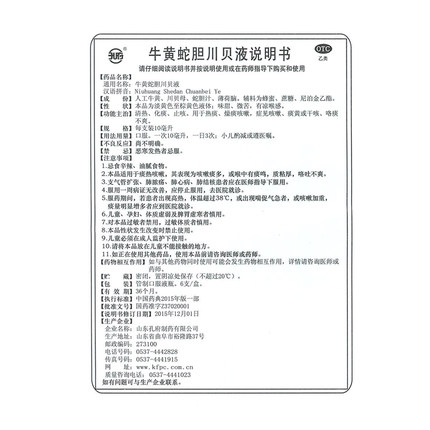 牛黄蛇胆川贝液说明书
OTC
乙类
请仔细阅读说明书并按说明使用或在药师指导下购买和使用
【药品名称】
通用名称：牛黄蛇胆川贝液
汉语拼音：Niuhuang Shedan Chuanbei Ye
【成　　份】人工牛黄、川贝母、蛇胆汁、薄荷脑。辅料为蜂蜜、蔗糖、尼泊金乙酯。
【性　　状】本品为淡黄色至棕黄色液体；味甜、微苦，有凉喉感。
【功能主治】清热，化痰，止咳。用于热痰、燥痰咳嗽，症见咳嗽、痰黄或干咳、咯痰不爽。
【规　　格】每支装10毫升
【用法用量】口服，一次10毫升，一日3次；小儿酌减或遵医嘱。
【不良反应】尚不明确。
【禁　　忌】恶寒发热者忌服。
【注意事项】
1.忌食辛辣、油腻食物。
2.本品适用于痰热咳嗽，其表现为咳嗽痰多，或喉中有痰鸣，质粘厚，咯吐不爽。
3.支气管扩张、肺脓疡、肺心病、肺结核患者应在医师指导下服用。
4.服用一周病证无改善，应停止服用，去医院就诊。
5.服药期间，若患者出现高热，体温超过38℃，或出现喘促气急者，或咳嗽加重，
痰量明显增多者应到医院就诊。
6.儿童、孕妇、体质虚弱及脾胃虚寒者慎用。
7.对本品过敏者禁用，过敏体质者慎用。
8.本品性状发生改变时禁止使用。
9.儿童必须在成人监护下使用。
10.请将本品放在儿童不能接触的地方。
11.如正在使用其他药品，使用本品前请咨询医师或药师。
【药物相互作用】如与其他药物同时使用可能会发生药物相互作用，详情请咨询医师或药师。
【贮　　藏】密闭，置阴凉处保存（不超过20℃）。
【包　　装】管制口服液瓶，6支/盒。
【有 效 期】36个月。
【执行标准】中国药典2015年版一部
【批准文号】国药准字Z37020001
【说明书修订日期】2015年12月01日
【生产企业】
企业名称：山东孔府制药有限公司
生产地址：山东省曲阜市裕隆路37号
邮政编码：273100
电话号码：0537-4442828
传真号码：0537-4441915
网　　址：www.kfpc.com.cn
质量咨询电话：0537-4441023
如有问题可与生产企业联系。